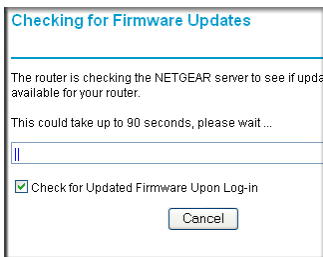 Checking for Firmware Updates
The router is checking the NETGEAR server to see if
available for your router.
This could take up to 90 seconds, please wait ...
Check for Updated Firmware Upon Log-in
Cancel